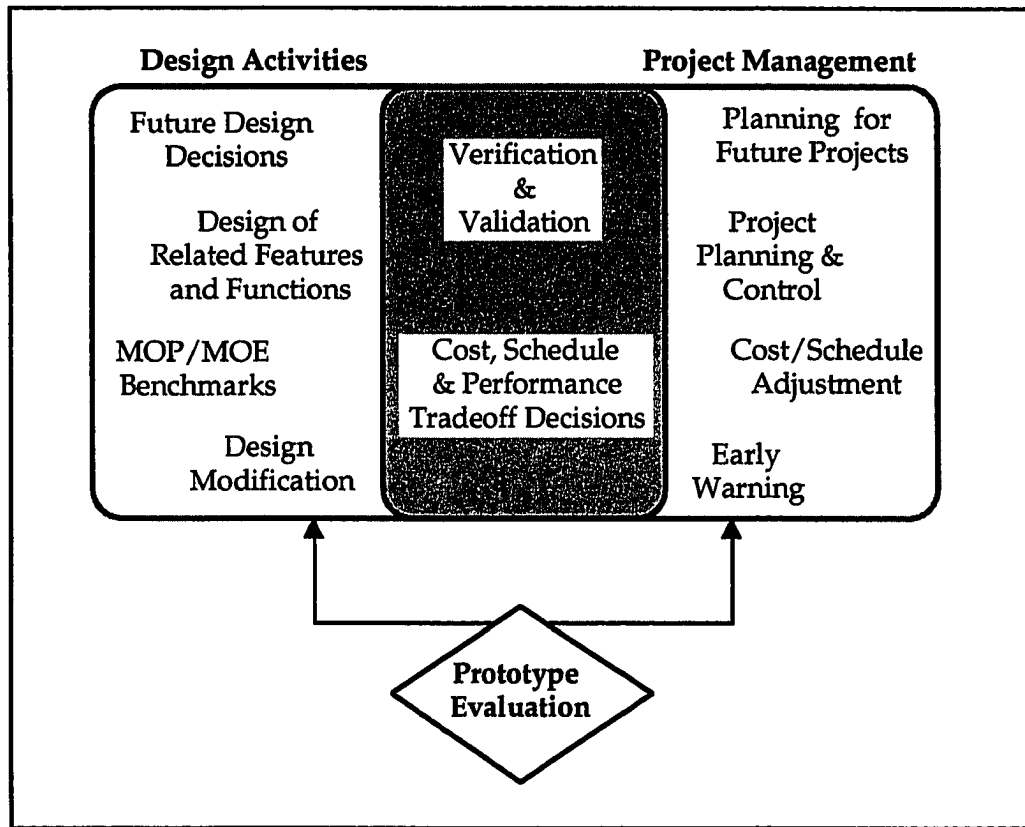 Design Activities
Project Management
Future Design
Decisions
Design of
Related Features
and Functions
MOP/MOE
Benchmarks
Design
Modification
Verification
&
Validation
Cost, Schedule
& Performance
Tradeoff Decisions
Planning for
Future Projects
Project
Planning &
Control
Cost/Schedule
Adjustment
Early
Warning
Prototype
Evaluation